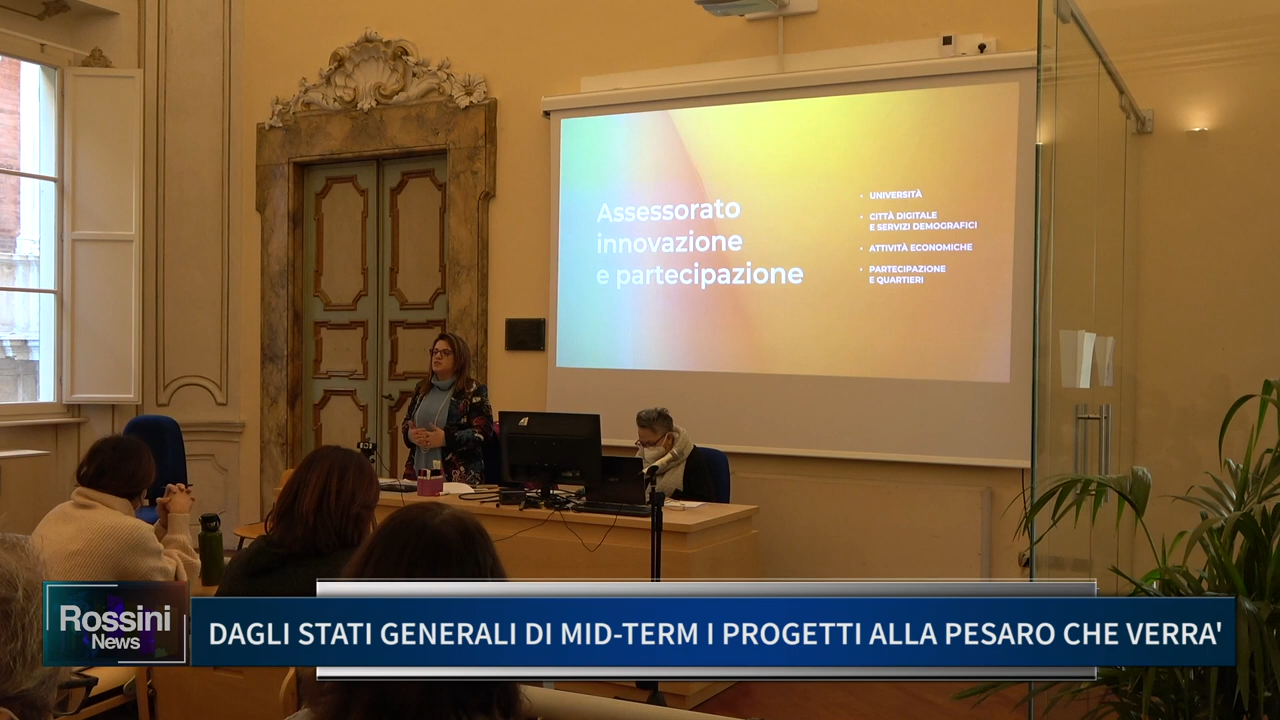 Assessorato
innovazione
e partecipazione
• UNIVERSITÀ
• CITTÀ DIGITALE
E SERVIZI DEMOGRAFICI
• ATTIVITÀ ECONOMICHE
• PARTECIPAZIONE
E QUARTIERI
Rossini
News
DAGLI STATI GENERALI DI MID-TERM I PROGETTI ALLA PESARO CHE VERRA'